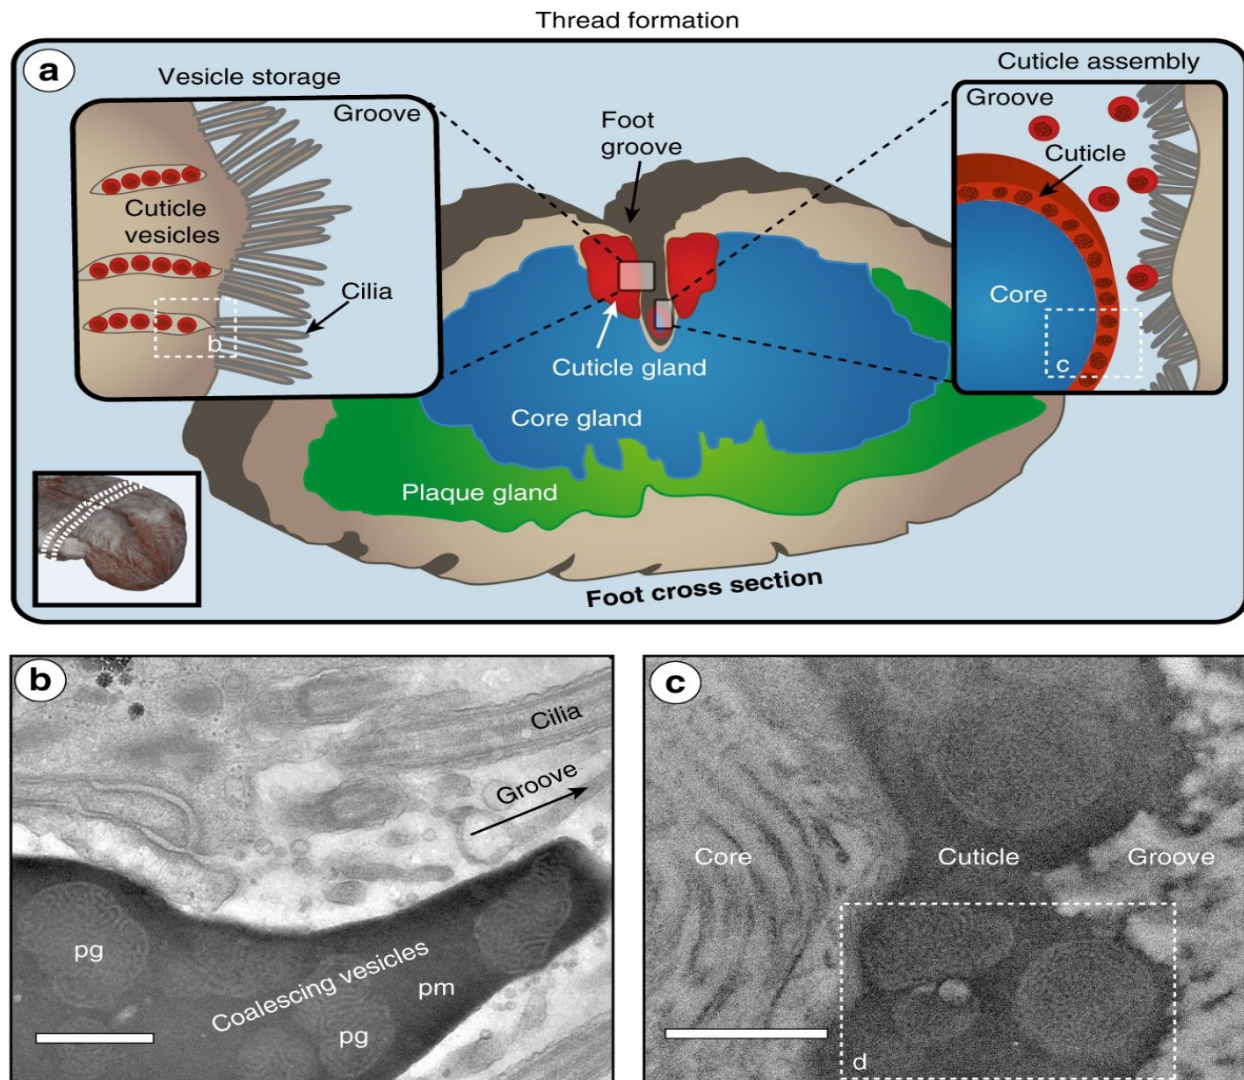 Thread formation
a
Vesicle storage
Groove
Cuticle
vesicles
Cilia
b
Foot
groove
Cuticle assembly
Groove
Cuticle
Core
c
Cuticle gland
Core gland
Plaque gland
Foot cross section
b
Cilia
Groove
pg
Coalescing vesicles
pm
pg
c
Core
Cuticle
Groove
d